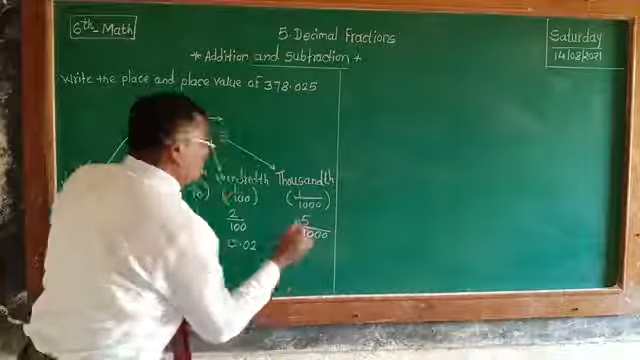 6th-Math
5. Decimal Fractions
Saturday
14/08/2021
*Addition and Subtraction*
Write the place and place value of 378.025
Hundredth Thousandth
10) (1/100) (1/1000)
2/100 5/1000
0.02